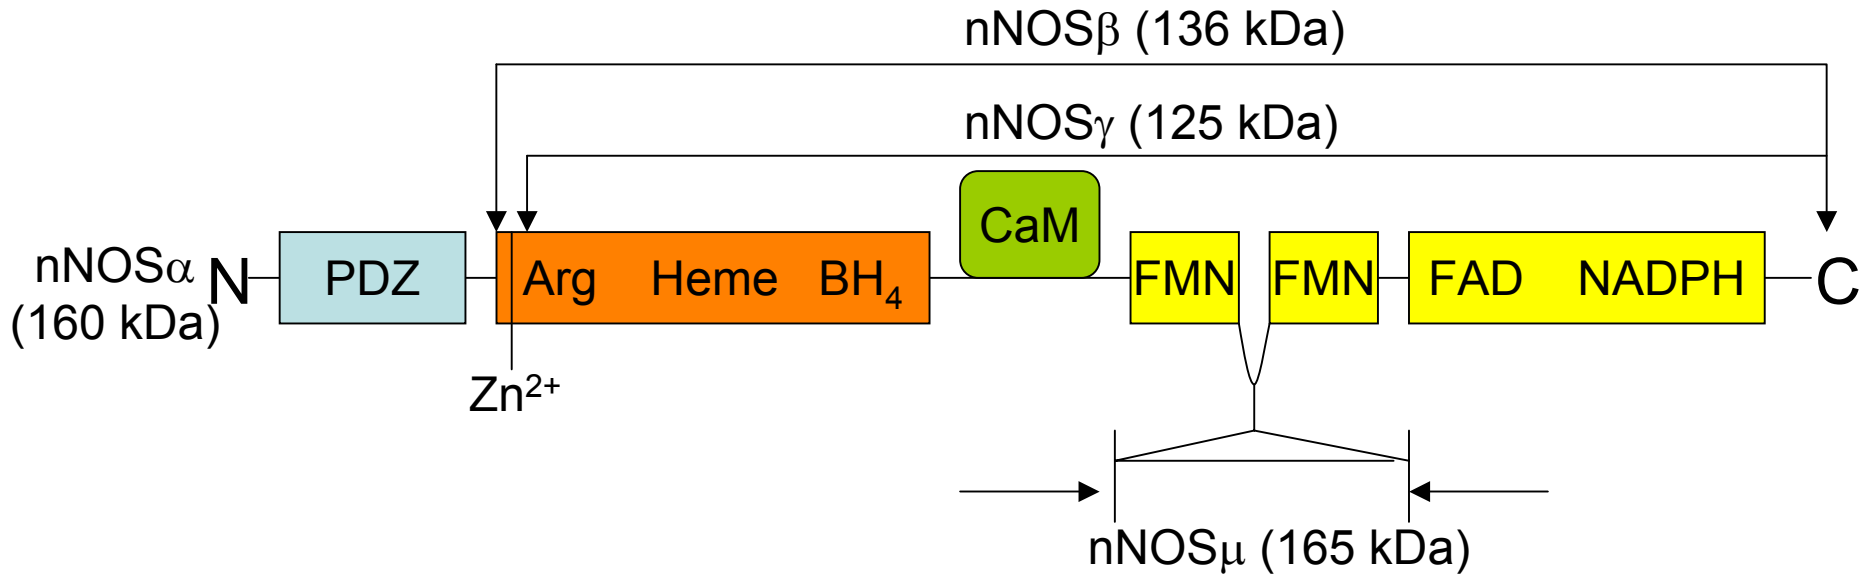 nNOSβ (136 kDa)
nNOSγ (125 kDa)
CaM
nNOSα
(160 kDa)
N
PDZ
Arg Heme BH₄
FMN
FMN
FAD NADPH
C
Zn²⁺
nNOSμ (165 kDa)